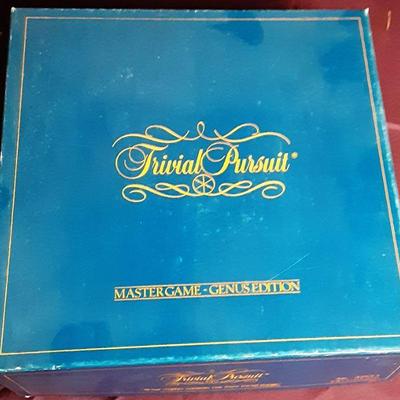 Trivial Pursuit®
MASTER GAME - GENUS EDITION
Trivial Pursuit